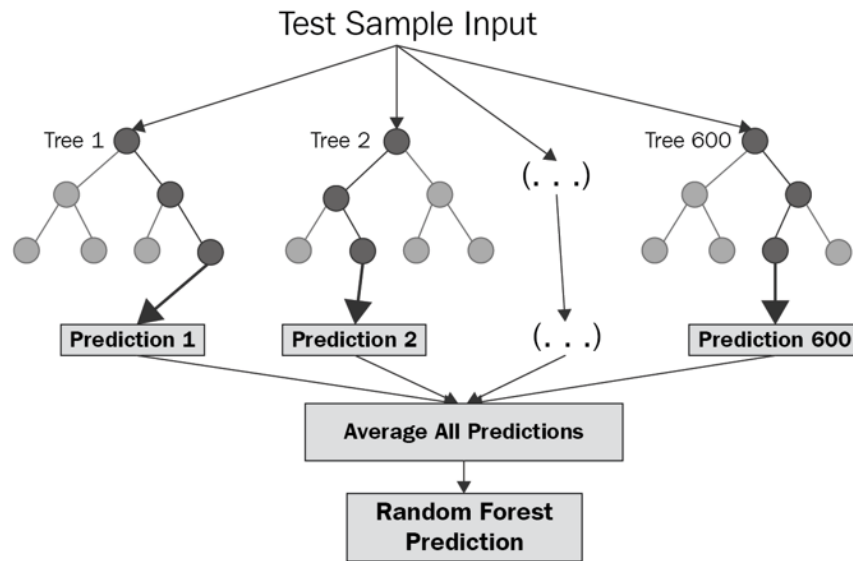 Test Sample Input
Tree 1
Tree 2
(. . .)
Tree 600
Prediction 1
Prediction 2
(. . .)
Prediction 600
Average All Predictions
Random Forest
Prediction